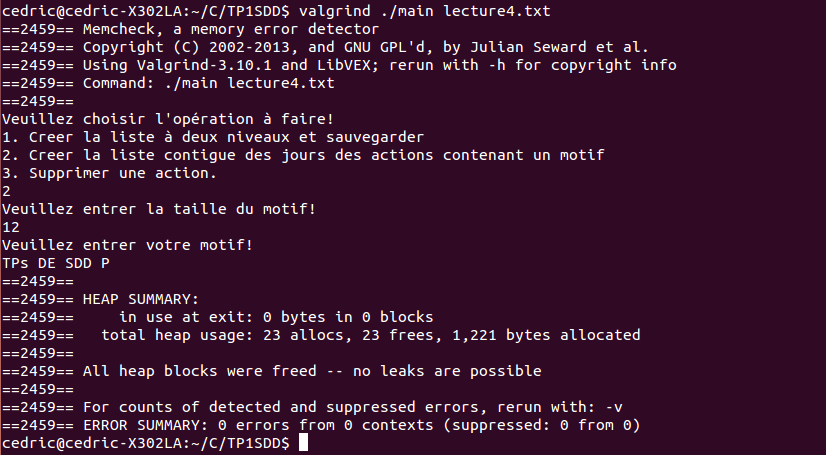 cedric@cedric-X302LA:~/C/TP1SDD$ valgrind ./main lecture4.txt
==2459== Memcheck, a memory error detector
==2459== Copyright (C) 2002-2013, and GNU GPL'd, by Julian Seward et al.
==2459== Using Valgrind-3.10.1 and LibVEX; rerun with -h for copyright info
==2459== Command: ./main lecture4.txt
==2459==
Veuillez choisir l'opération à faire!
1. Creer la liste à deux niveaux et sauvegarder
2. Creer la liste contigue des jours des actions contenant un motif
3. Supprimer une action.
2
Veuillez entrer la taille du motif!
12
Veuillez entrer votre motif!
TPs DE SDD P
==2459==
==2459== HEAP SUMMARY:
==2459==     in use at exit: 0 bytes in 0 blocks
==2459==   total heap usage: 23 allocs, 23 frees, 1,221 bytes allocated
==2459==
==2459== All heap blocks were freed -- no leaks are possible
==2459==
==2459== For counts of detected and suppressed errors, rerun with: -v
==2459== ERROR SUMMARY: 0 errors from 0 contexts (suppressed: 0 from 0)
cedric@cedric-X302LA:~/C/TP1SDD$